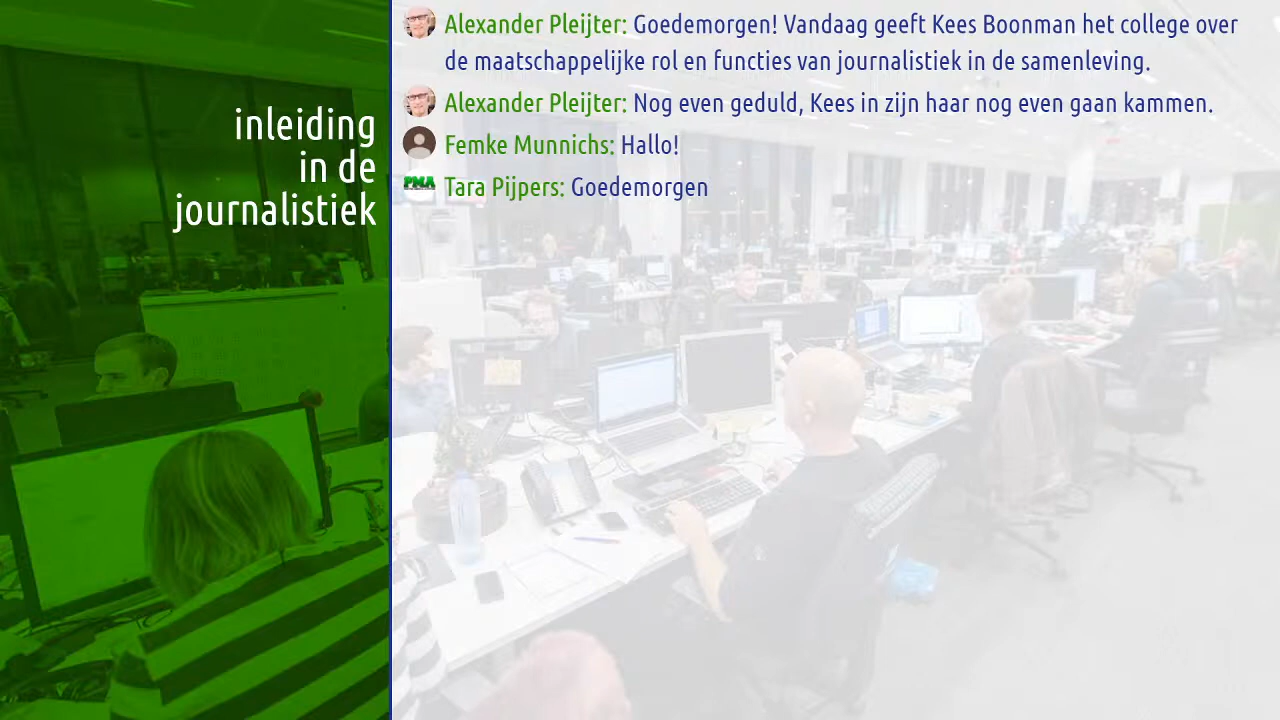 inleiding
in de
journalistiek
Alexander Pleijter: Goedemorgen! Vandaag geeft Kees Boonman het college over
de maatschappelijke rol en functies van journalistiek in de samenleving.
Alexander Pleijter: Nog even geduld, Kees in zijn haar nog even gaan kammen.
Femke Munnichs: Hallo!
PMA
Tara Pijpers: Goedemorgen